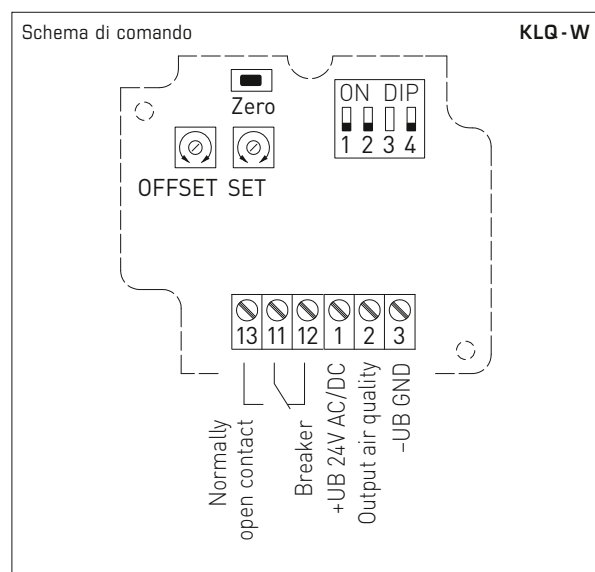 Schema di comando
KLQ-W
Zero
ON DIP
1 2 3 4
OFFSET SET
13 11 12 1 2 3
Normally
open contact
Breaker
+UB 24V AC/DC
Output air quality
–UB GND